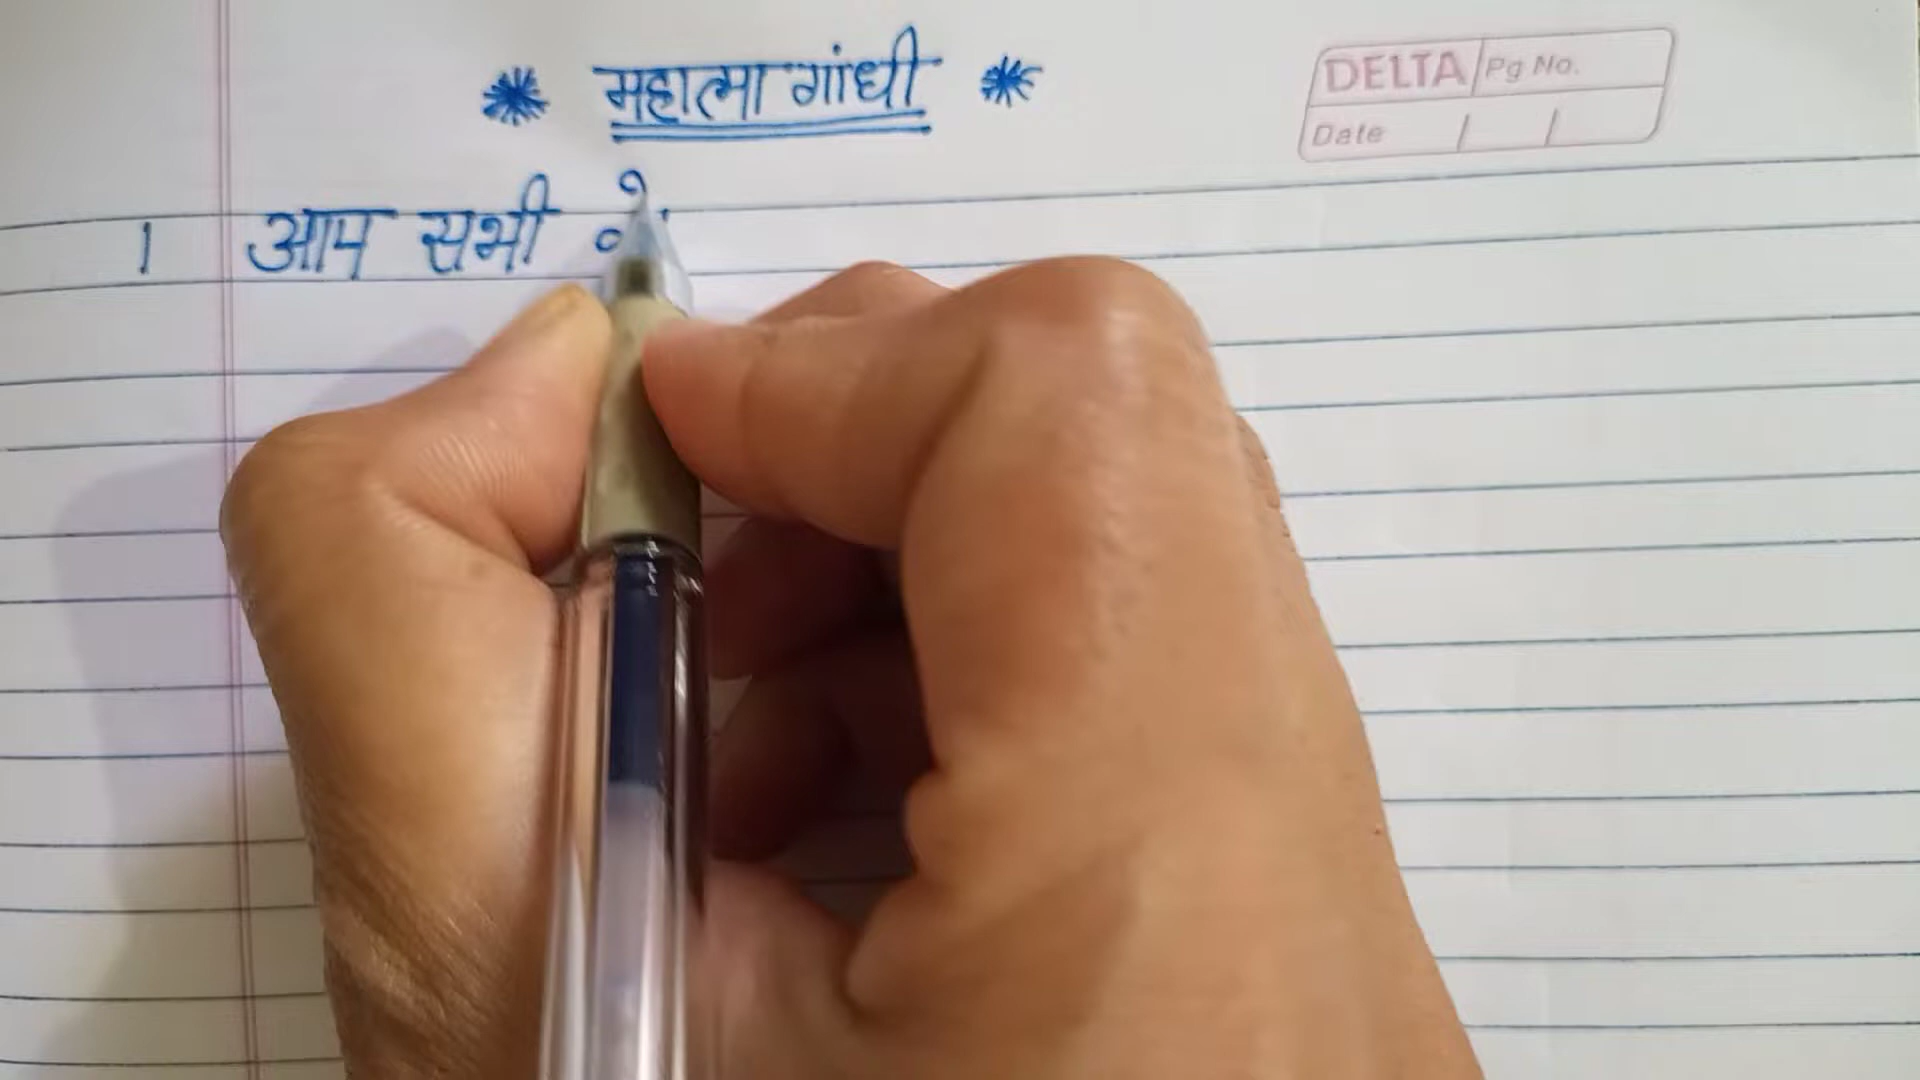 महात्मा गांधी
DELTA Pg No.
Date / /
1 आप सभी